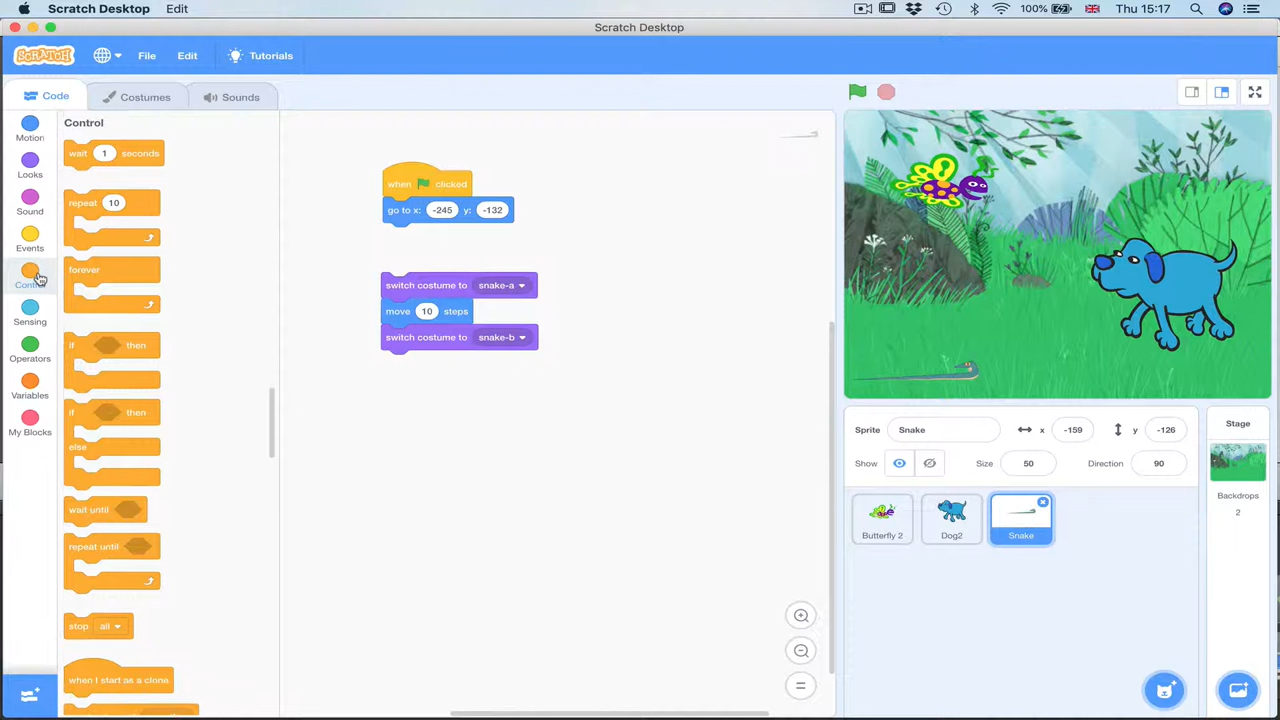 Scratch Desktop Edit 100% Thu 15:17
Scratch Desktop
SCRATCH File Edit Tutorials
Code Costumes Sounds
Motion
Looks
Sound
Events
Control
Sensing
Operators
Variables
My Blocks
Control
wait 1 seconds
repeat 10
forever
if then
if then
else
wait until
repeat until
stop all
when I start as a clone
when clicked
go to x: -245 y: -132
switch costume to snake-a
move 10 steps
switch costume to snake-b
Sprite Snake x -159 y -126
Show Size 50 Direction 90
Butterfly 2 Dog2 Snake
Stage
Backdrops
2